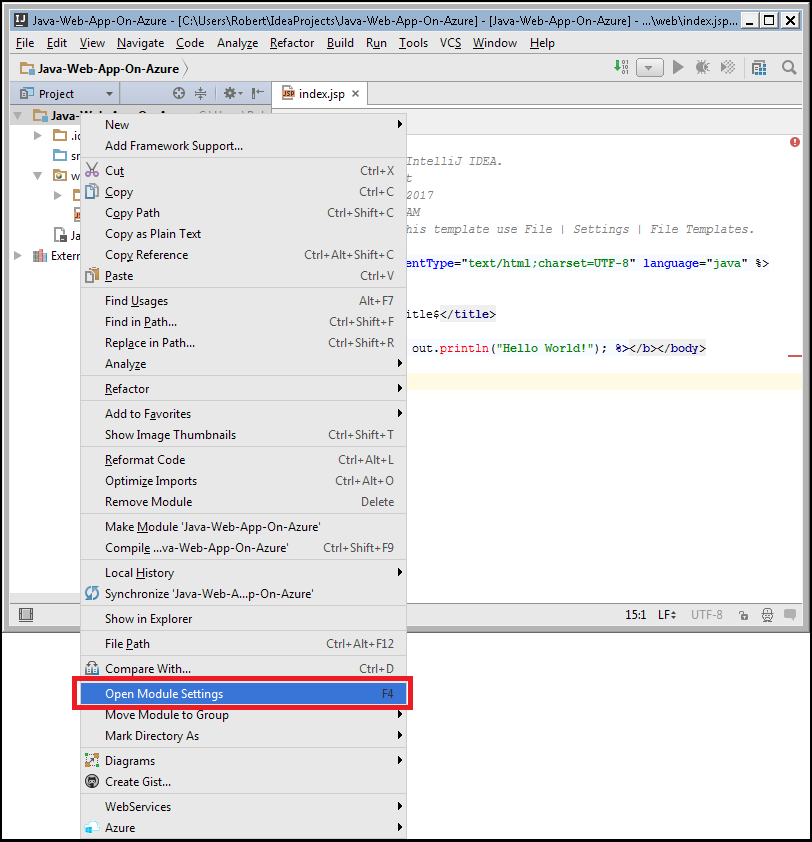 Java-Web-App-On-Azure - [C:\Users\Robert\IdeaProjects\Java-Web-App-On-Azure] - [Java-Web-App-On-Azure] - ...\web\index.jsp...
File Edit View Navigate Code Analyze Refactor Build Run Tools VCS Window Help
Java-Web-App-On-Azure
Project
index.jsp
Java-Web-App-On-A
New
Add Framework Support...
IntelliJ IDEA.
Cut Ctrl+X
Copy Ctrl+C
2017
Copy Path Ctrl+Shift+C
AM
Copy as Plain Text
his template use File | Settings | File Templates.
Copy Reference Ctrl+Alt+Shift+C
Extern
entType="text/html;charset=UTF-8" language="java" %>
Paste Ctrl+V
Find Usages Alt+F7
itle$</title>
Find in Path... Ctrl+Shift+F
Replace in Path... Ctrl+Shift+R
out.println("Hello World!"); %></b></body>
Analyze
Refactor
Add to Favorites
Show Image Thumbnails Ctrl+Shift+T
Reformat Code Ctrl+Alt+L
Optimize Imports Ctrl+Alt+O
Remove Module Delete
Make Module 'Java-Web-App-On-Azure'
Compile ...va-Web-App-On-Azure' Ctrl+Shift+F9
Local History
Synchronize 'Java-Web-A...p-On-Azure'
Show in Explorer
15:1 LF UTF-8
File Path Ctrl+Alt+F12
Compare With... Ctrl+D
Open Module Settings F4
Move Module to Group
Mark Directory As
Diagrams
Create Gist...
WebServices
Azure